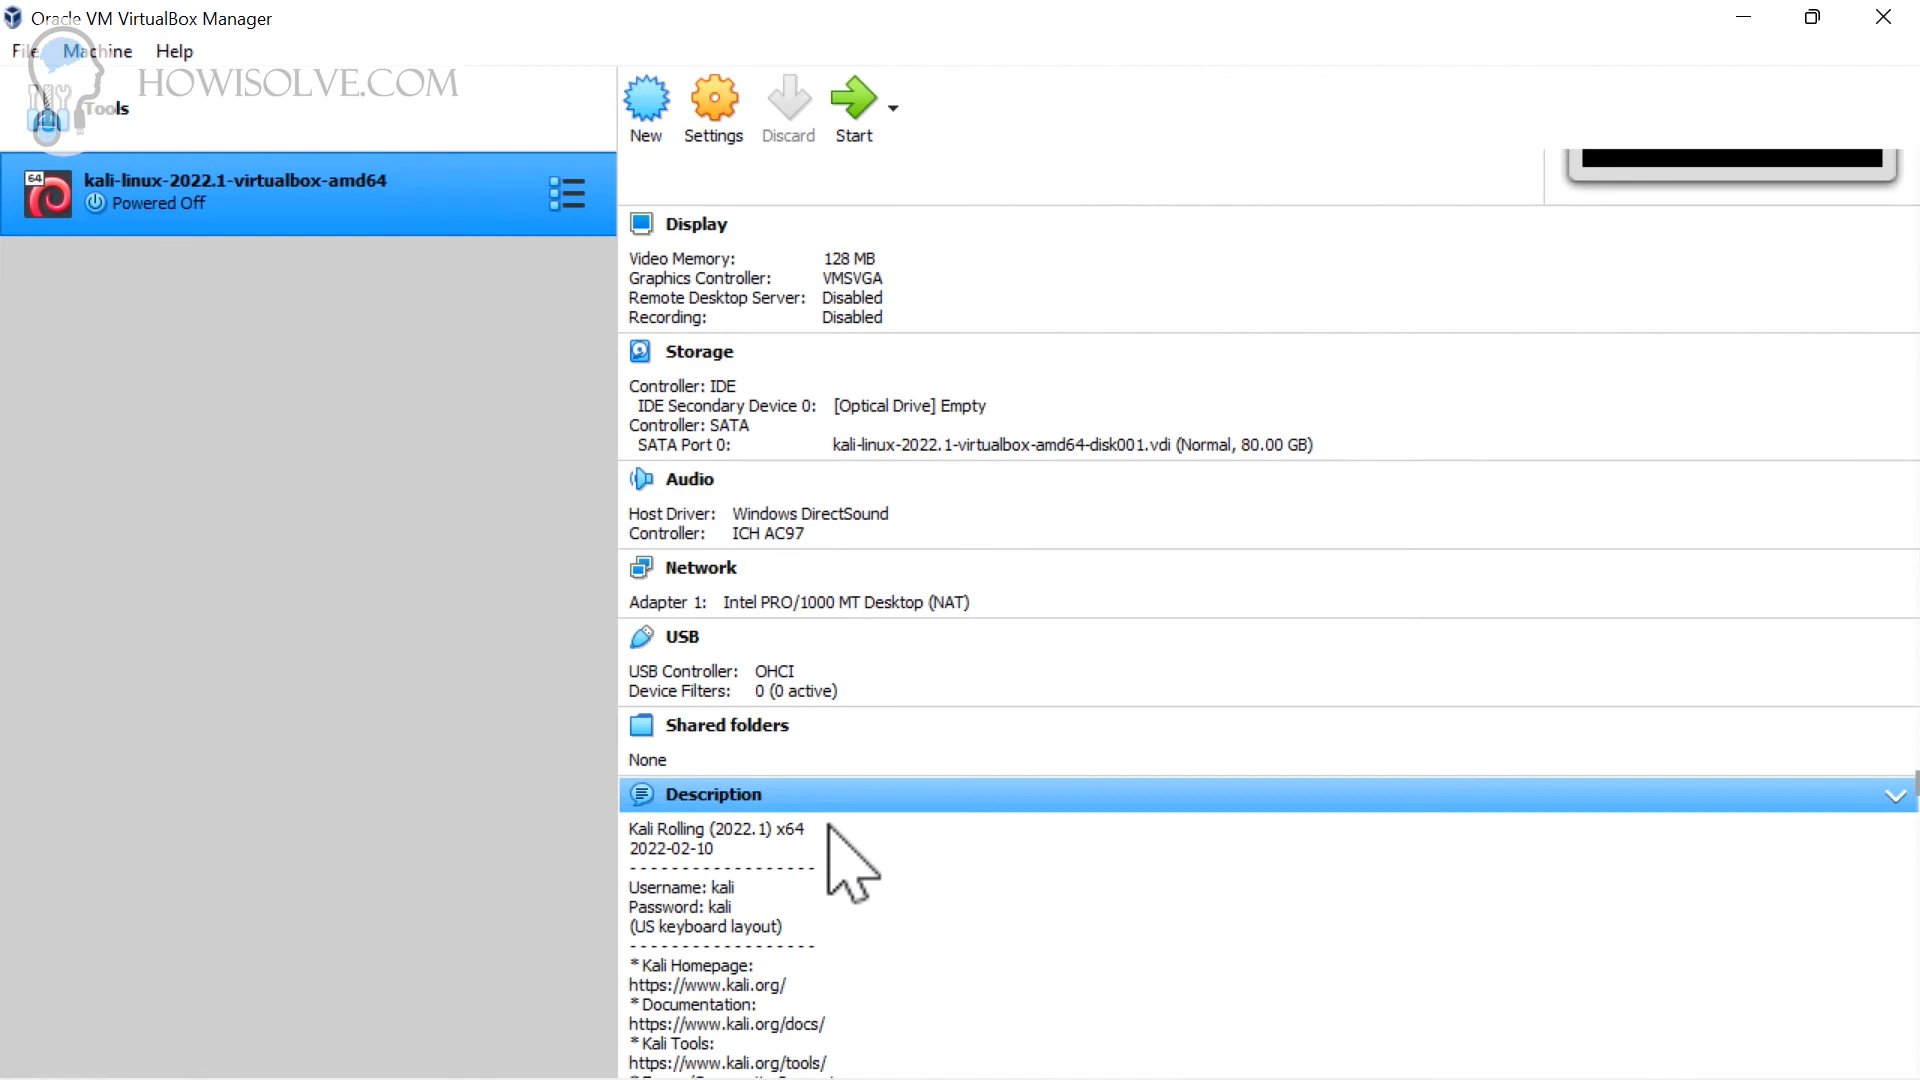 Oracle VM VirtualBox Manager
File Machine Help
HOWISOLVE.COM
Tools
New Settings Discard Start
64
kali-linux-2022.1-virtualbox-amd64
Powered Off
Display
Video Memory: 128 MB
Graphics Controller: VMSVGA
Remote Desktop Server: Disabled
Recording: Disabled
Storage
Controller: IDE
IDE Secondary Device 0: [Optical Drive] Empty
Controller: SATA
SATA Port 0: kali-linux-2022.1-virtualbox-amd64-disk001.vdi (Normal, 80.00 GB)
Audio
Host Driver: Windows DirectSound
Controller: ICH AC97
Network
Adapter 1: Intel PRO/1000 MT Desktop (NAT)
USB
USB Controller: OHCI
Device Filters: 0 (0 active)
Shared folders
None
Description
Kali Rolling (2022.1) x64
2022-02-10
- - - - - - - - - - - - - - - - - -
Username: kali
Password: kali
(US keyboard layout)
- - - - - - - - - - - - - - - - - -
* Kali Homepage:
https://www.kali.org/
* Documentation:
https://www.kali.org/docs/
* Kali Tools:
https://www.kali.org/tools/